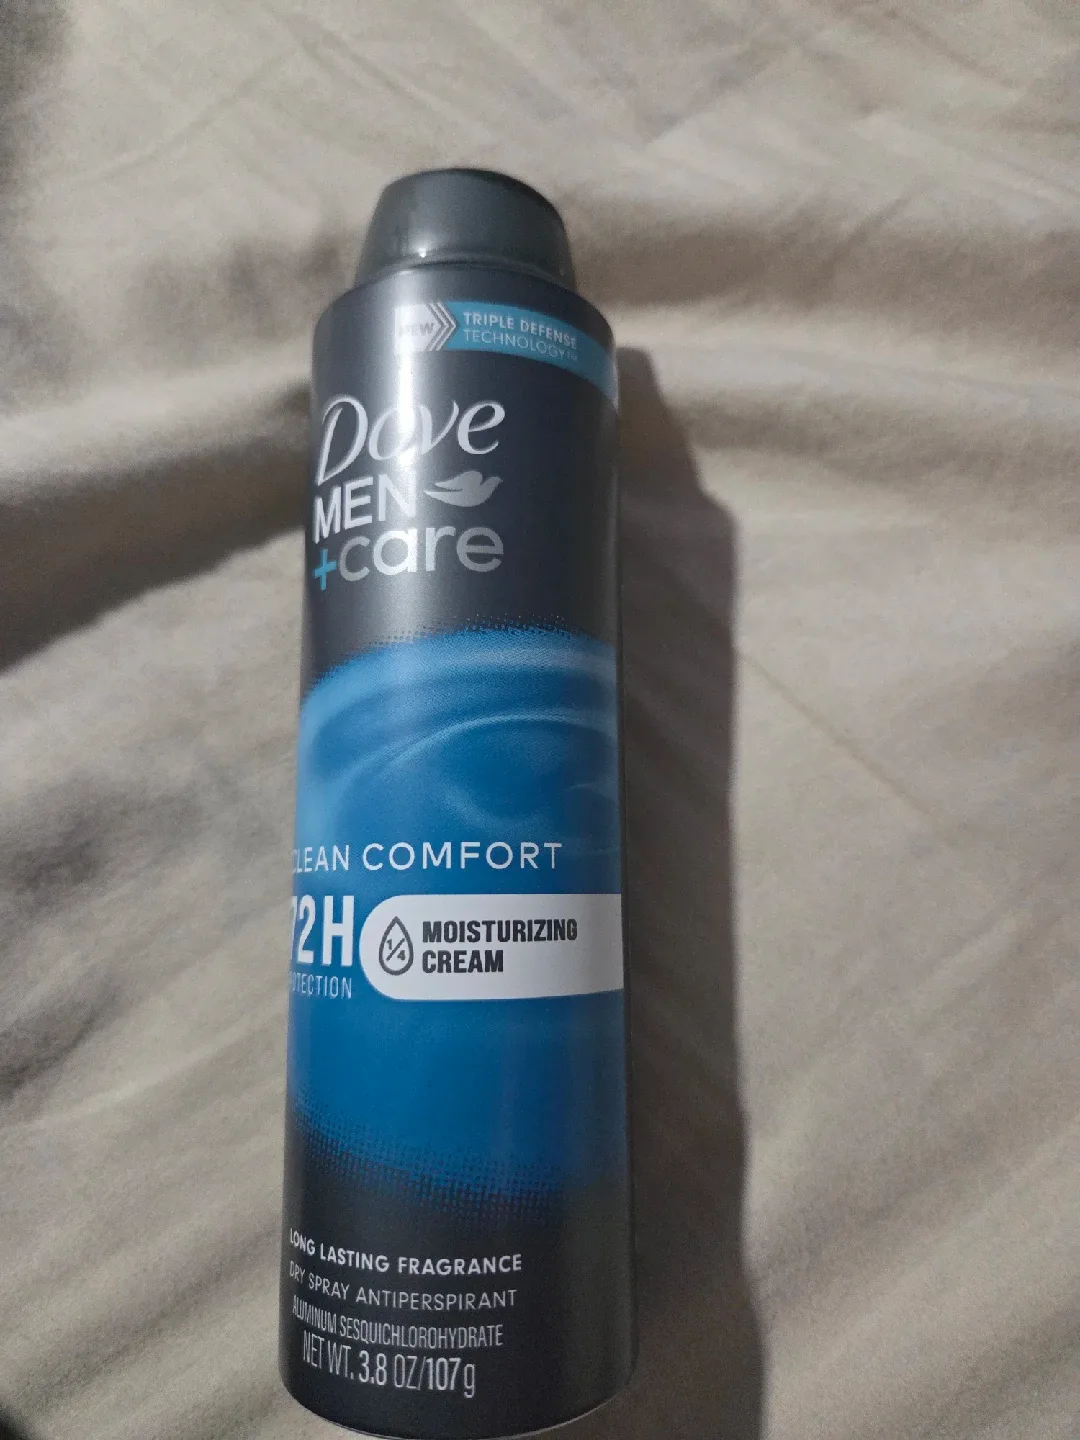 NEW
TRIPLE DEFENSE
TECHNOLOGY™
Dove
MEN
+care
CLEAN COMFORT
72H
PROTECTION
1/4
MOISTURIZING
CREAM
LONG LASTING FRAGRANCE
DRY SPRAY ANTIPERSPIRANT
ALUMINUM SESQUICHLOROHYDRATE
NET WT. 3.8 OZ/107g